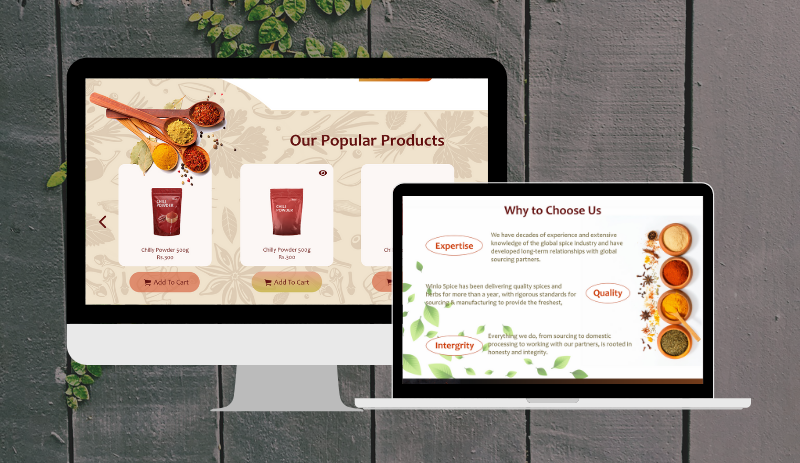 Our Popular Products
CHILLI
POWDER
Chilly Powder 500g
Rs.300
Add To Cart
CHILLI
POWDER
Chilly Powder 500g
Rs.300
Add To Cart
Ch
Why to Choose Us
Expertise
We have decades of experience and extensive
knowledge of the global spice industry and have
developed long-term relationships with global
sourcing partners.
Winlo Spice has been delivering quality spices and
herbs for more than a year, with rigorous standards for
sourcing & manufacturing to provide the freshest,
Quality
Intergrity
Everything we do, from sourcing to domestic
processing to working with our partners, is rooted in
honesty and integrity.